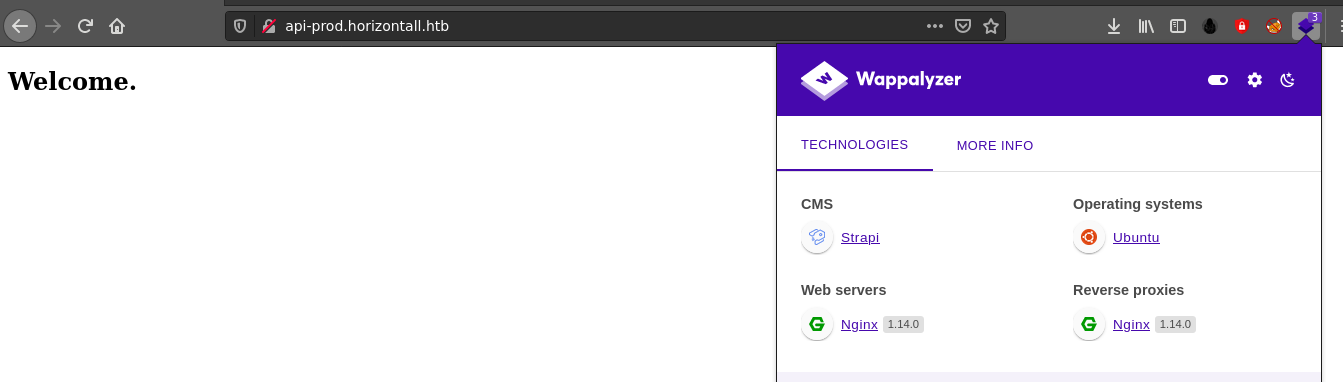 api-prod.horizontall.htb
3
Welcome.
W Wappalyzer
TECHNOLOGIES MORE INFO
CMS Operating systems
Strapi Ubuntu
Web servers Reverse proxies
Nginx 1.14.0 Nginx 1.14.0